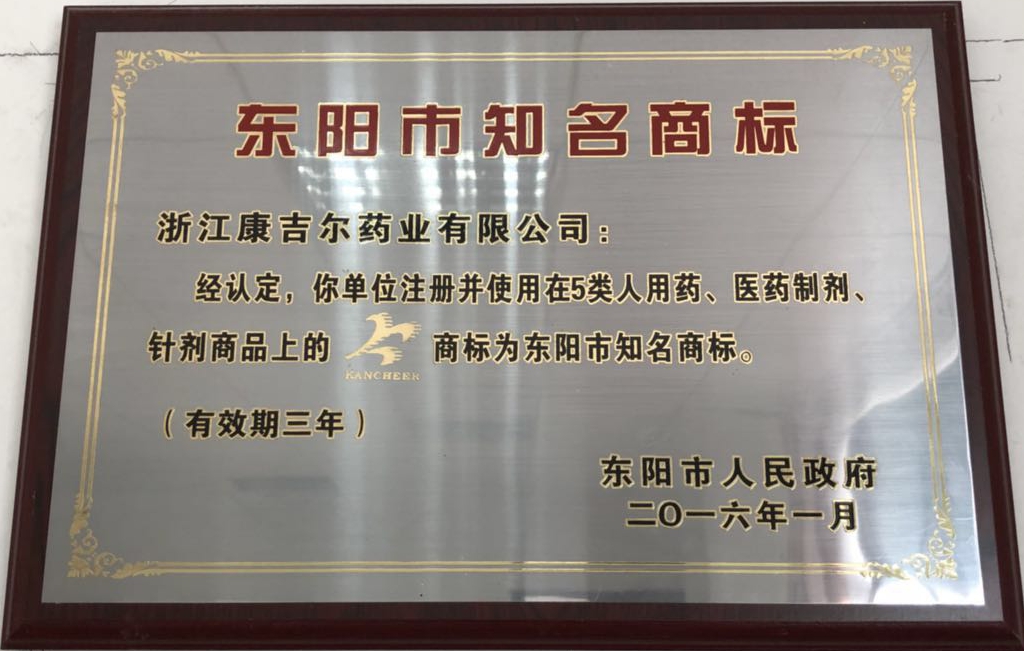 东阳市知名商标
浙江康吉尔药业有限公司：
经认定，你单位注册并使用在5类人用药、医药制剂、
针剂商品上的 KANCHEER 商标为东阳市知名商标。
（有效期三年）
东阳市人民政府
二〇一六年一月